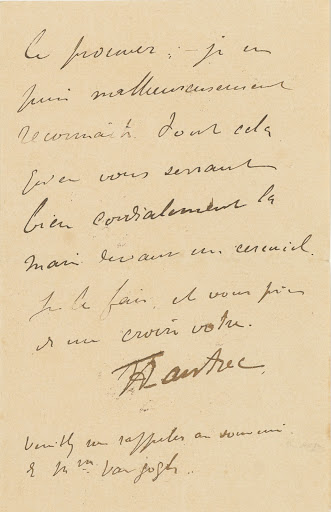 le prouver; — je ne
puis malheureusement
reconnaître tout cela
qu'en vous serrant
bien cordialement la
main devant un cercueil.
Je le fais, et vous prie
de me croire votre.
HTLautrec
Veuillez me rappeler au souvenir
de Mme Van gogh.